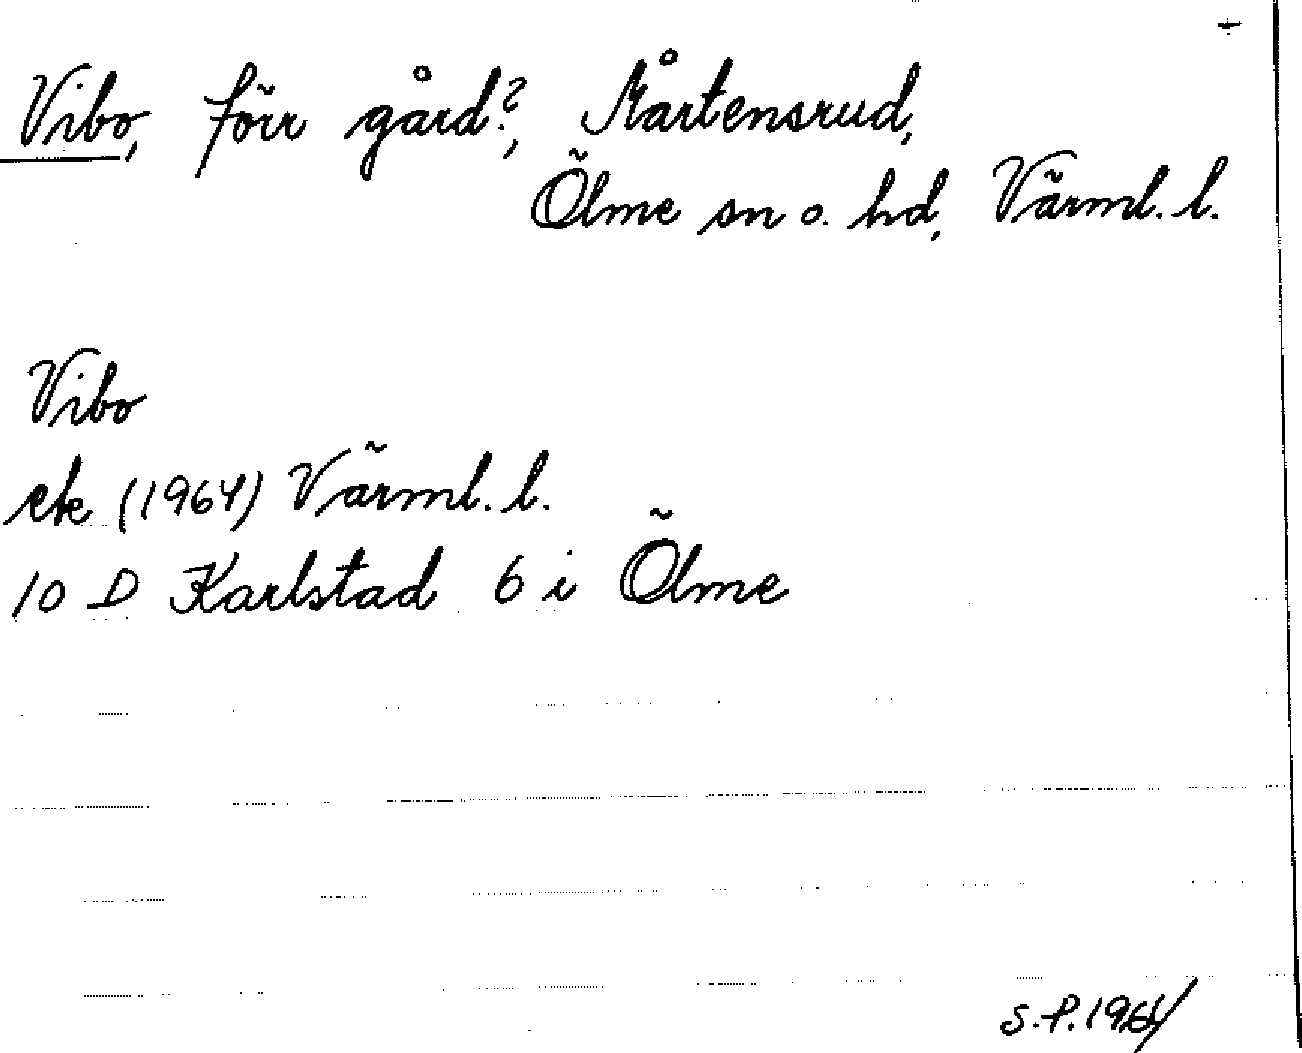 Vibo, förr gård?, Mårtensrud,
Ölme sn o. hd, Värml. l.
Vibo
ek (1964) Värml. l.
10 D Karlstad 6 i Ölme
S.P. 1964